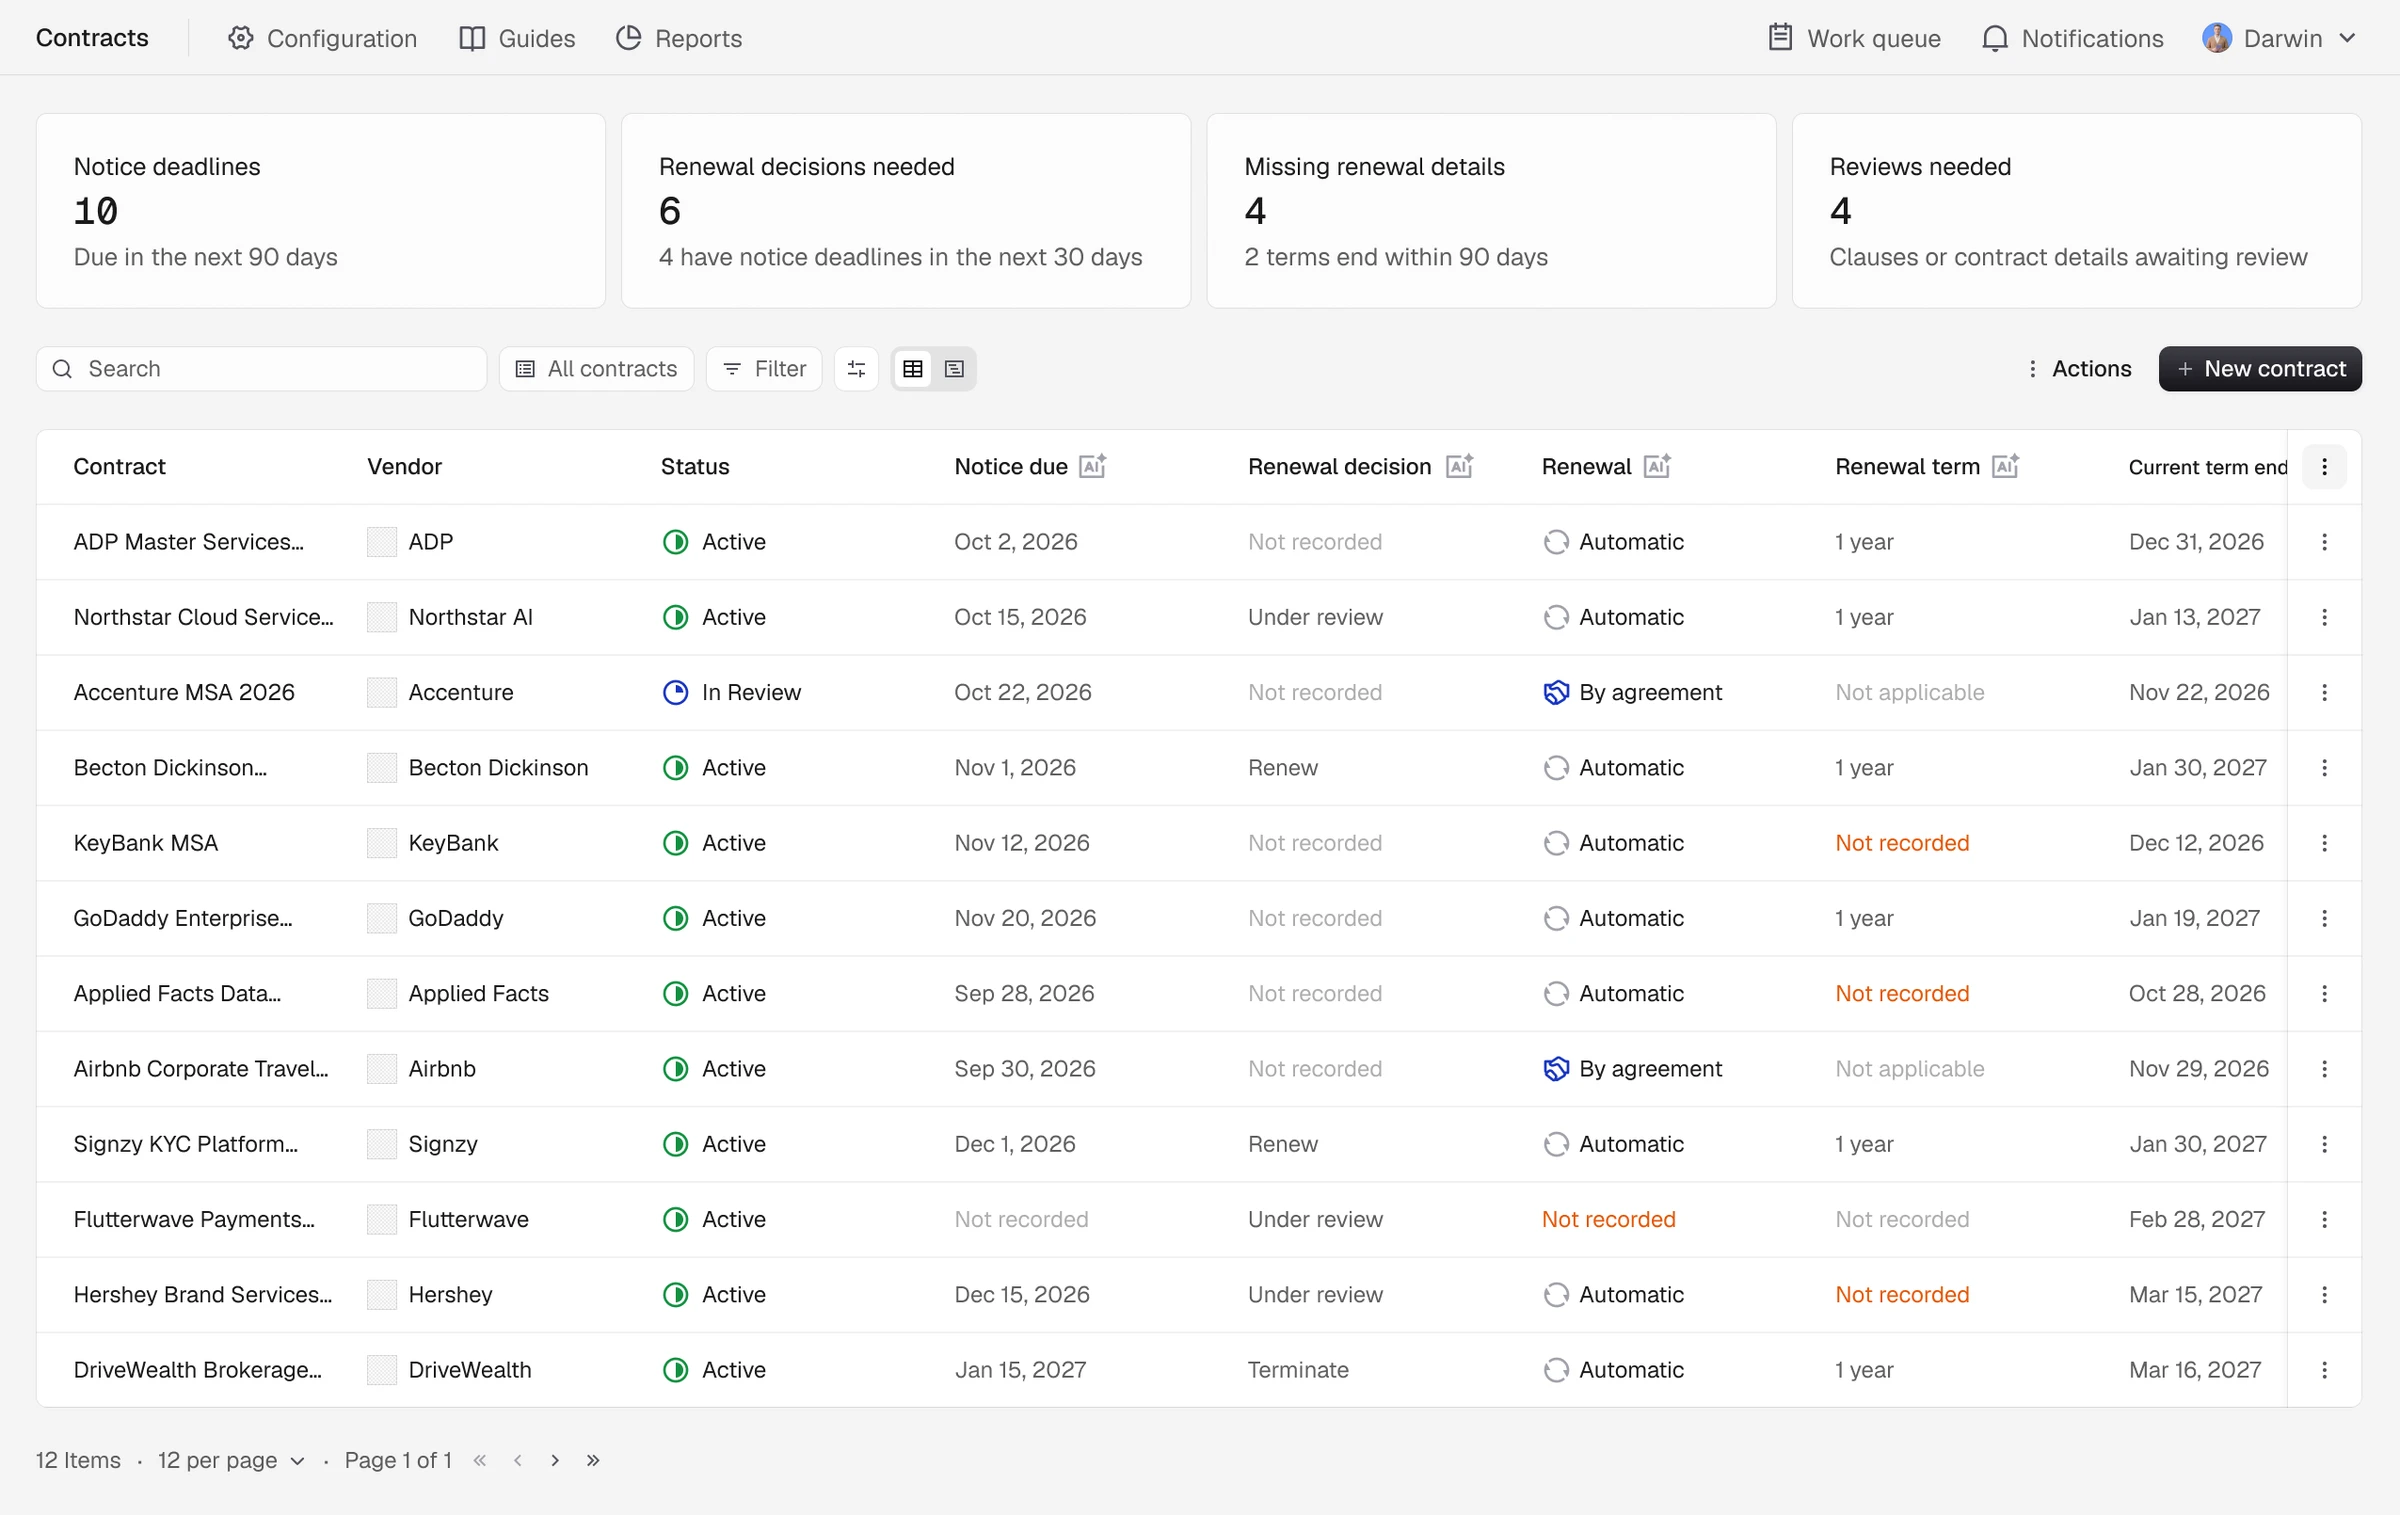 Contracts Configuration Guides Reports Work queue Notifications Darwin
Notice deadlines
10
Due in the next 90 days
Renewal decisions needed
6
4 have notice deadlines in the next 30 days
Missing renewal details
4
2 terms end within 90 days
Reviews needed
4
Clauses or contract details awaiting review
Search All contracts Filter Actions + New contract
Contract Vendor Status Notice due AI Renewal decision AI Renewal AI Renewal term AI Current term end
ADP Master Services... ADP Active Oct 2, 2026 Not recorded Automatic 1 year Dec 31, 2026
Northstar Cloud Service... Northstar AI Active Oct 15, 2026 Under review Automatic 1 year Jan 13, 2027
Accenture MSA 2026 Accenture In Review Oct 22, 2026 Not recorded By agreement Not applicable Nov 22, 2026
Becton Dickinson... Becton Dickinson Active Nov 1, 2026 Renew Automatic 1 year Jan 30, 2027
KeyBank MSA KeyBank Active Nov 12, 2026 Not recorded Automatic Not recorded Dec 12, 2026
GoDaddy Enterprise... GoDaddy Active Nov 20, 2026 Not recorded Automatic 1 year Jan 19, 2027
Applied Facts Data... Applied Facts Active Sep 28, 2026 Not recorded Automatic Not recorded Oct 28, 2026
Airbnb Corporate Travel... Airbnb Active Sep 30, 2026 Not recorded By agreement Not applicable Nov 29, 2026
Signzy KYC Platform... Signzy Active Dec 1, 2026 Renew Automatic 1 year Jan 30, 2027
Flutterwave Payments... Flutterwave Active Not recorded Under review Not recorded Not recorded Feb 28, 2027
Hershey Brand Services... Hershey Active Dec 15, 2026 Under review Automatic Not recorded Mar 15, 2027
DriveWealth Brokerage... DriveWealth Active Jan 15, 2027 Terminate Automatic 1 year Mar 16, 2027
12 Items · 12 per page · Page 1 of 1 « ‹ › »